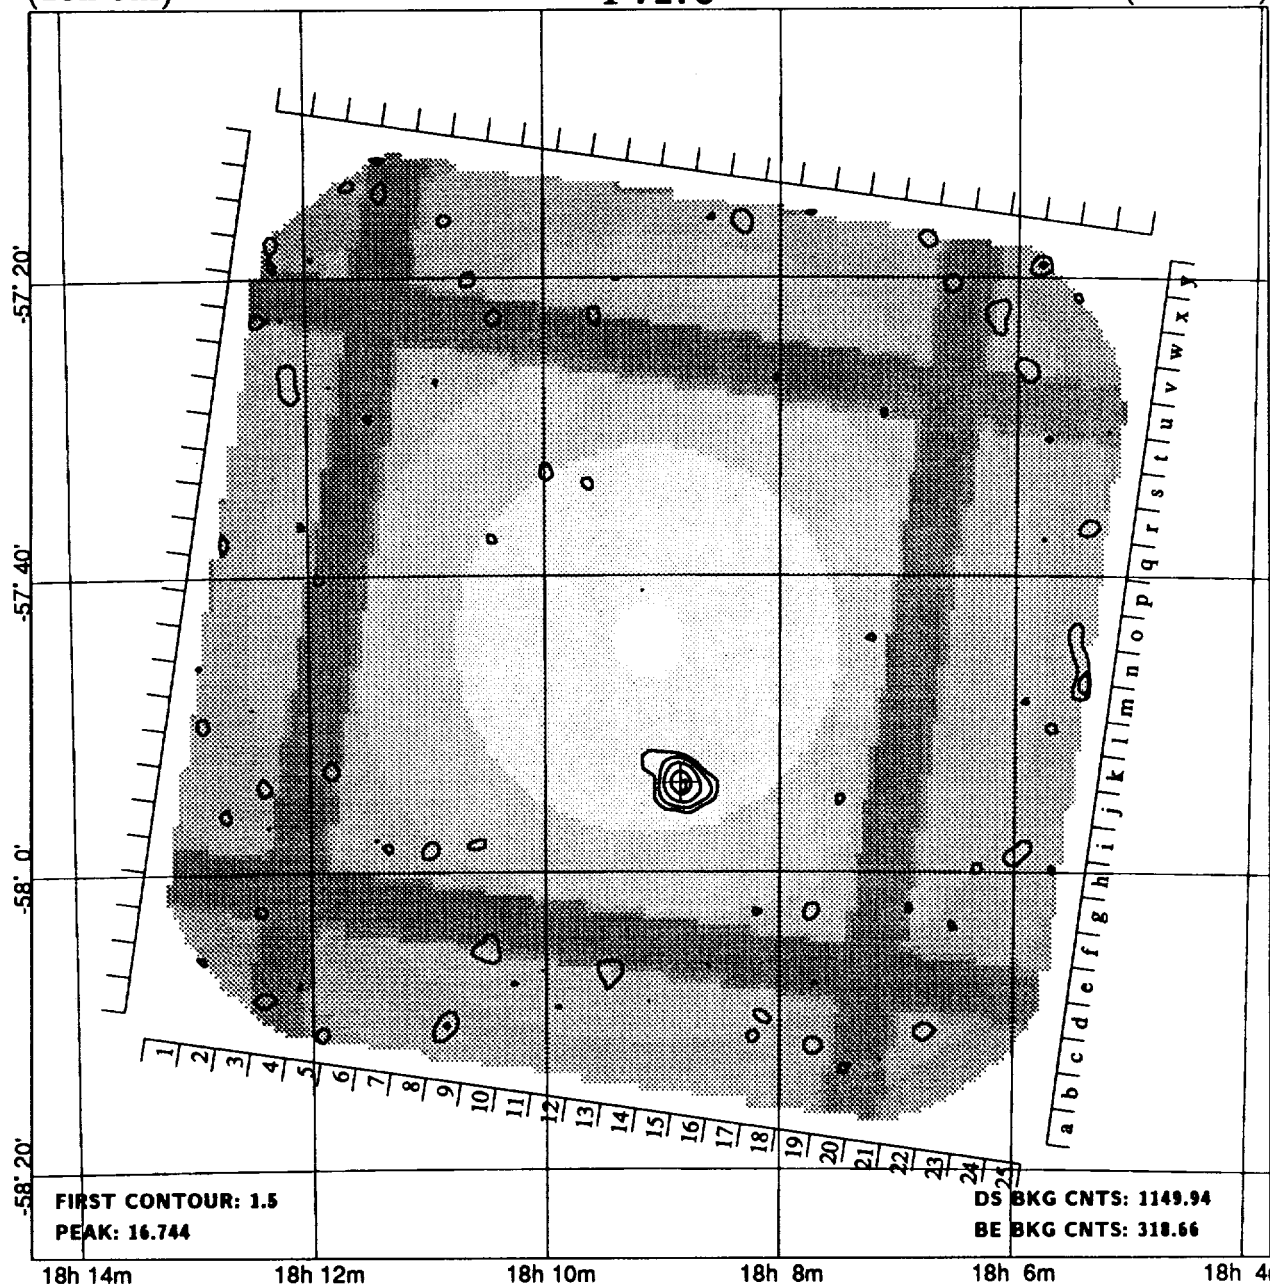 -57° 20'
-57° 40'
-58° 0'
-58° 20'
y
x
w
v
u
t
s
r
q
p
o
n
m
l
k
j
i
h
g
f
e
d
c
b
a
1 2 3 4 5 6 7 8 9 10 11 12 13 14 15 16 17 18 19 20 21 22 23 24 25
FIRST CONTOUR: 1.5
PEAK: 16.744
DS BKG CNTS: 1149.94
BE BKG CNTS: 318.66
18h 14m 18h 12m 18h 10m 18h 8m 18h 6m 18h